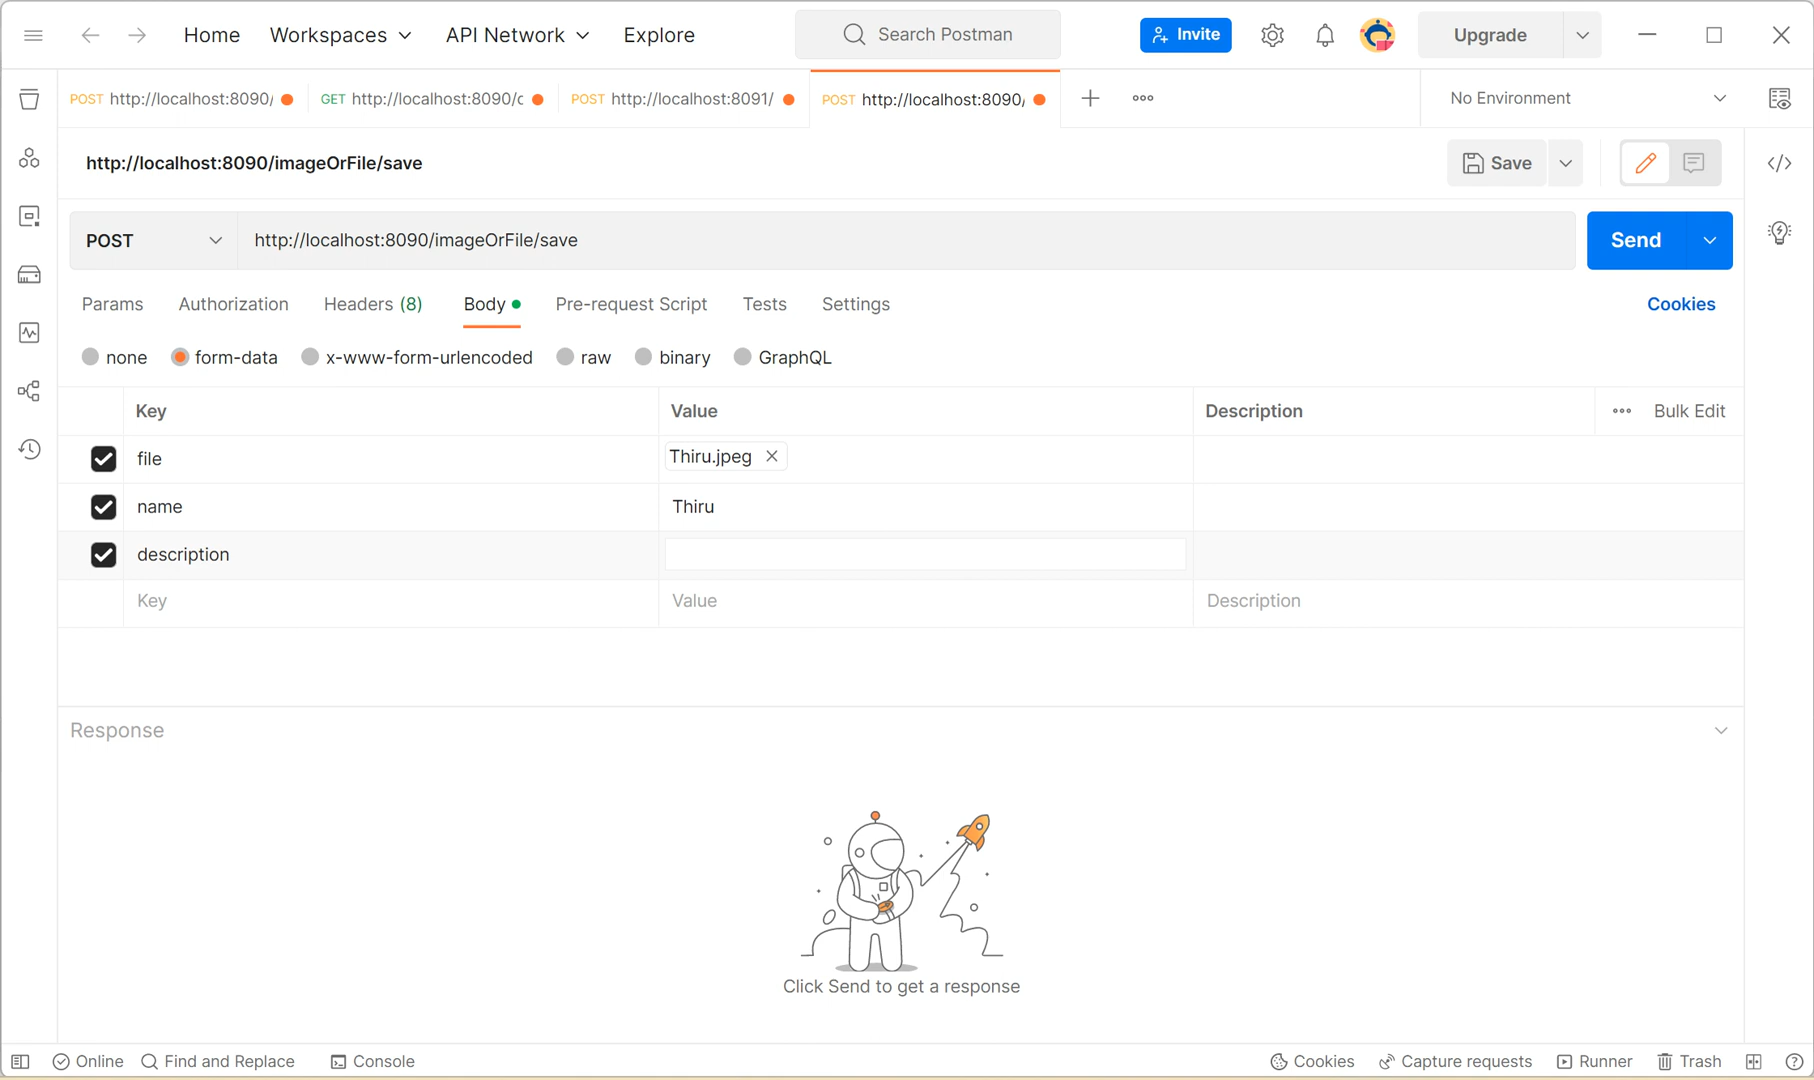 Home Workspaces API Network Explore Search Postman Invite Upgrade
POST http://localhost:8090/ GET http://localhost:8090/c POST http://localhost:8091/ POST http://localhost:8090/ No Environment
http://localhost:8090/imageOrFile/save Save
POST http://localhost:8090/imageOrFile/save Send
Params Authorization Headers (8) Body Pre-request Script Tests Settings Cookies
none form-data x-www-form-urlencoded raw binary GraphQL
Key Value Description Bulk Edit
file Thiru.jpeg
name Thiru
description
Key Value Description
Response
Click Send to get a response
Online Find and Replace Console Cookies Capture requests Runner Trash